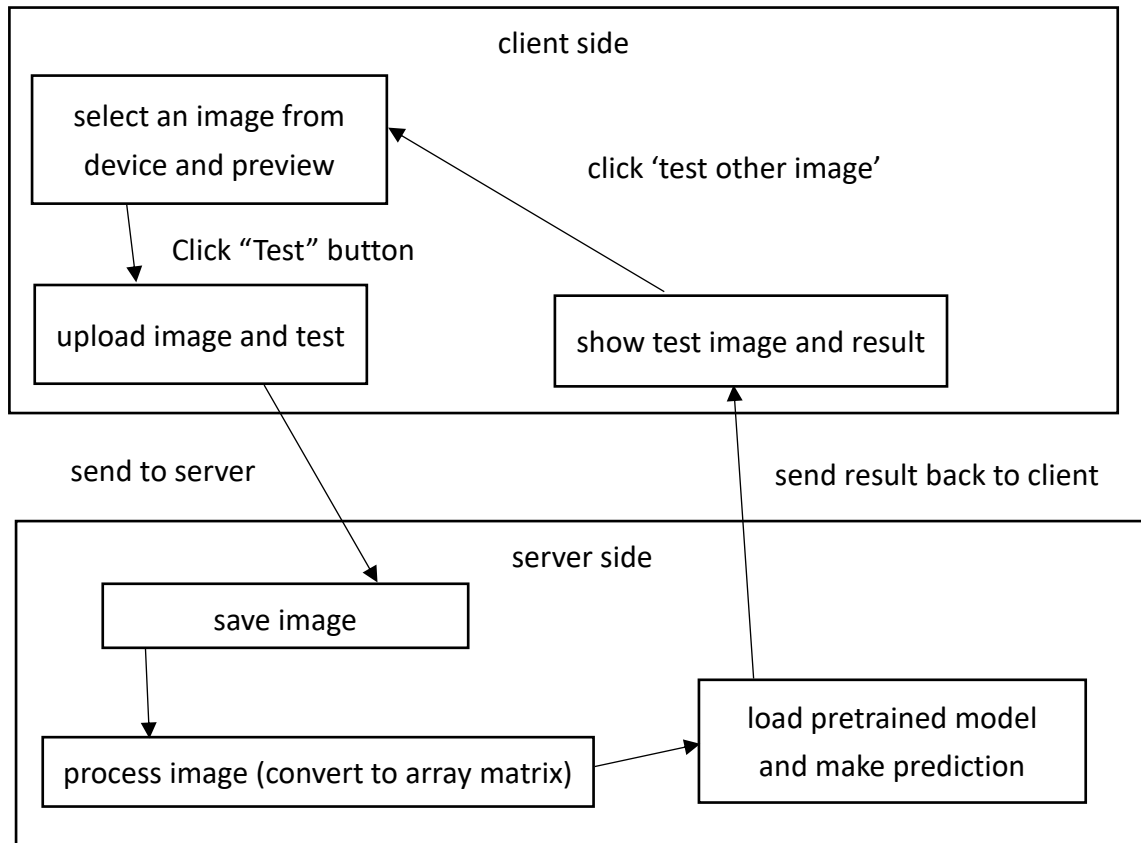 client side
select an image from
device and preview
click ‘test other image’
Click “Test” button
upload image and test
show test image and result
send to server
send result back to client
server side
save image
load pretrained model
and make prediction
process image (convert to array matrix)